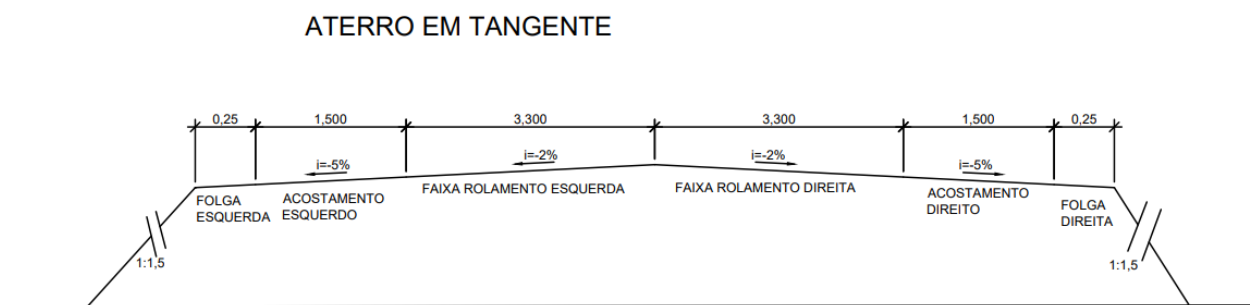 ATERRO EM TANGENTE
0,25 1,500 3,300 3,300 1,500 0,25
i=-5% i=-2% i=-2% i=-5%
FOLGA
ESQUERDA
ACOSTAMENTO
ESQUERDO
FAIXA ROLAMENTO ESQUERDA
FAIXA ROLAMENTO DIREITA
ACOSTAMENTO
DIREITO
FOLGA
DIREITA
1:1,5
1:1,5